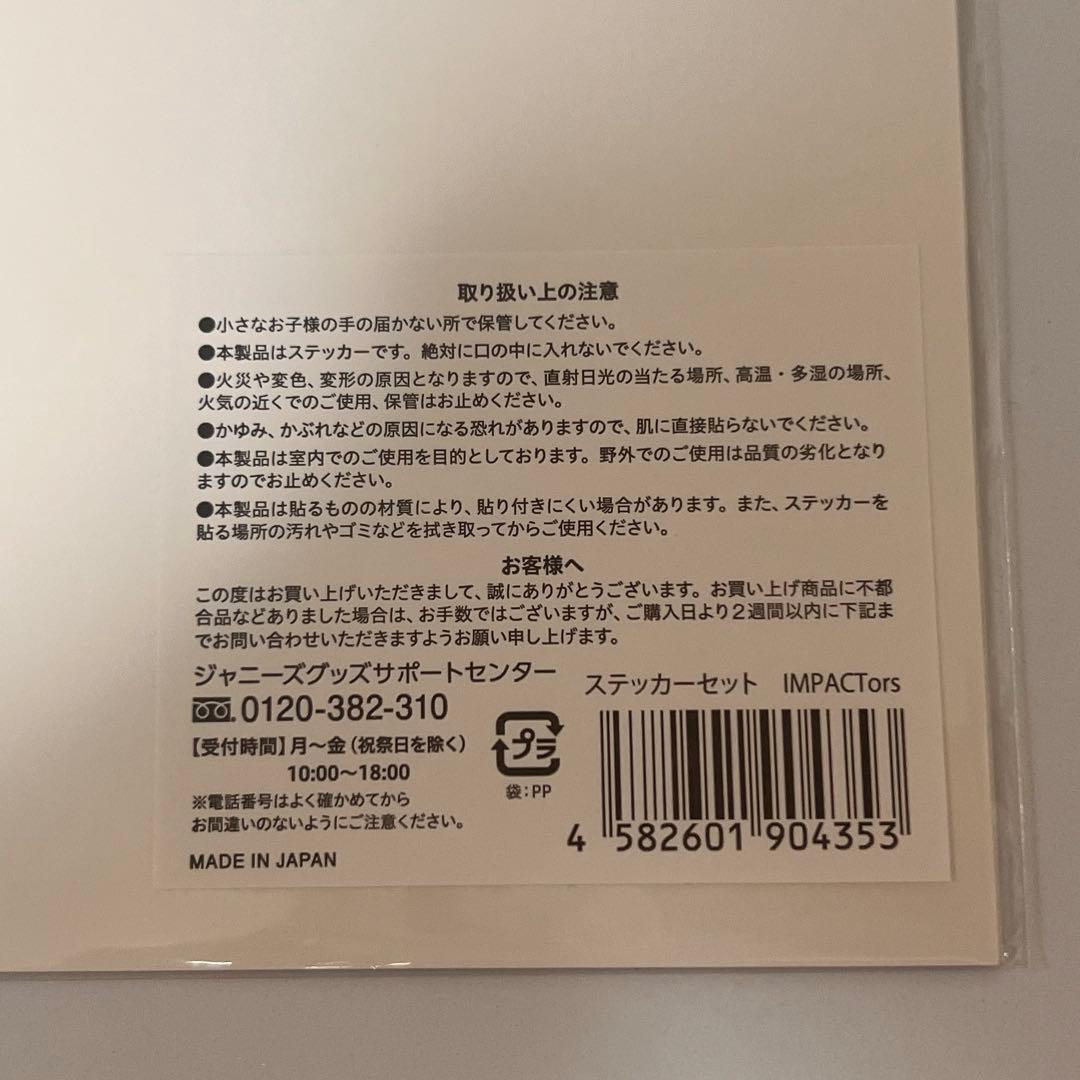 取り扱い上の注意
●小さなお子様の手の届かない所で保管してください。
●本製品はステッカーです。絶対に口の中に入れないでください。
●火災や変色、変形の原因となりますので、直射日光の当たる場所、高温・多湿の場所、
火気の近くでのご使用、保管はお止めください。
●かゆみ、かぶれなどの原因になる恐れがありますので、肌に直接貼らないでください。
●本製品は室内でのご使用を目的としております。野外でのご使用は品質の劣化となり
ますのでお止めください。
●本製品は貼るものの材質により、貼り付きにくい場合があります。また、ステッカーを
貼る場所の汚れやゴミなどを拭き取ってからご使用ください。
お客様へ
この度はお買い上げいただきまして、誠にありがとうございます。お買い上げ商品に不都
合品などありました場合は、お手数ではございますが、ご購入日より2週間以内に下記ま
でお問い合わせいただきますようお願い申し上げます。
ジャニーズグッズサポートセンター
0120-382-310
【受付時間】月～金（祝祭日を除く）
10:00～18:00
※電話番号はよく確かめてから
お間違いのないようにご注意ください。
MADE IN JAPAN
プラ
袋：PP
ステッカーセット　IMPACTors
4 582601 904353